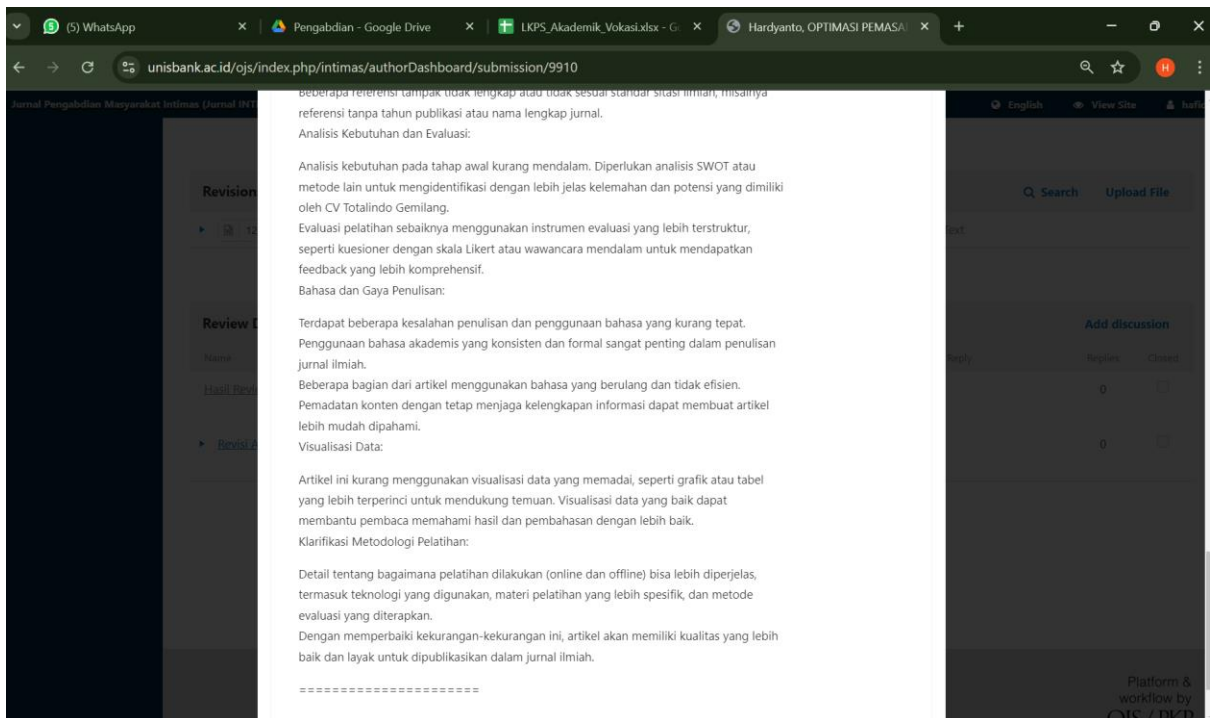 (5) WhatsApp
Pengabdian - Google Drive
LKPS_Akademik_Vokasi.xlsx - G
Hardyanto, OPTIMASI PEMASA
unisbank.ac.id/ojs/index.php/intimas/authorDashboard/submission/9910
H
Jurnal Pengabdian Masyarakat Intimas (Jurnal INT
English
View Site
hafid
Beberapa referensi tampak tidak lengkap atau tidak sesuai standar sitasi ilmiah, misalnya
referensi tanpa tahun publikasi atau nama lengkap jurnal.
Analisis Kebutuhan dan Evaluasi:
Analisis kebutuhan pada tahap awal kurang mendalam. Diperlukan analisis SWOT atau
metode lain untuk mengidentifikasi dengan lebih jelas kelemahan dan potensi yang dimiliki
oleh CV Totalindo Gemilang.
Evaluasi pelatihan sebaiknya menggunakan instrumen evaluasi yang lebih terstruktur,
seperti kuesioner dengan skala Likert atau wawancara mendalam untuk mendapatkan
feedback yang lebih komprehensif.
Bahasa dan Gaya Penulisan:
Terdapat beberapa kesalahan penulisan dan penggunaan bahasa yang kurang tepat.
Penggunaan bahasa akademis yang konsisten dan formal sangat penting dalam penulisan
jurnal ilmiah.
Beberapa bagian dari artikel menggunakan bahasa yang berulang dan tidak efisien.
Pemadatan konten dengan tetap menjaga kelengkapan informasi dapat membuat artikel
lebih mudah dipahami.
Visualisasi Data:
Artikel ini kurang menggunakan visualisasi data yang memadai, seperti grafik atau tabel
yang lebih terperinci untuk mendukung temuan. Visualisasi data yang baik dapat
membantu pembaca memahami hasil dan pembahasan dengan lebih baik.
Klarifikasi Metodologi Pelatihan:
Detail tentang bagaimana pelatihan dilakukan (online dan offline) bisa lebih diperjelas,
termasuk teknologi yang digunakan, materi pelatihan yang lebih spesifik, dan metode
evaluasi yang diterapkan.
Dengan memperbaiki kekurangan-kekurangan ini, artikel akan memiliki kualitas yang lebih
baik dan layak untuk dipublikasikan dalam jurnal ilmiah.
======================
Revision
Search
Upload File
12
Review D
Add discussion
Name
Reply
Replies
Closed
Hasil Revi
0
Revisi A
0
Platform &
workflow by
OJS / PKP